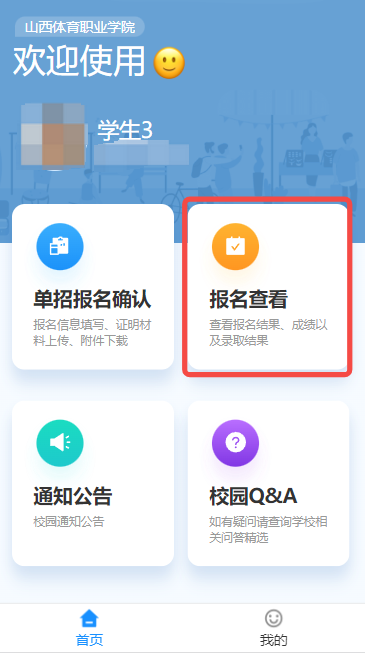 山西体育职业学院
欢迎使用
学生3
单招报名确认
报名信息填写、证明材
料上传、附件下载
报名查看
查看报名结果、成绩以
及录取结果
通知公告
校园通知公告
校园Q&A
如有疑问请查询学校相
关问答精选
首页
我的